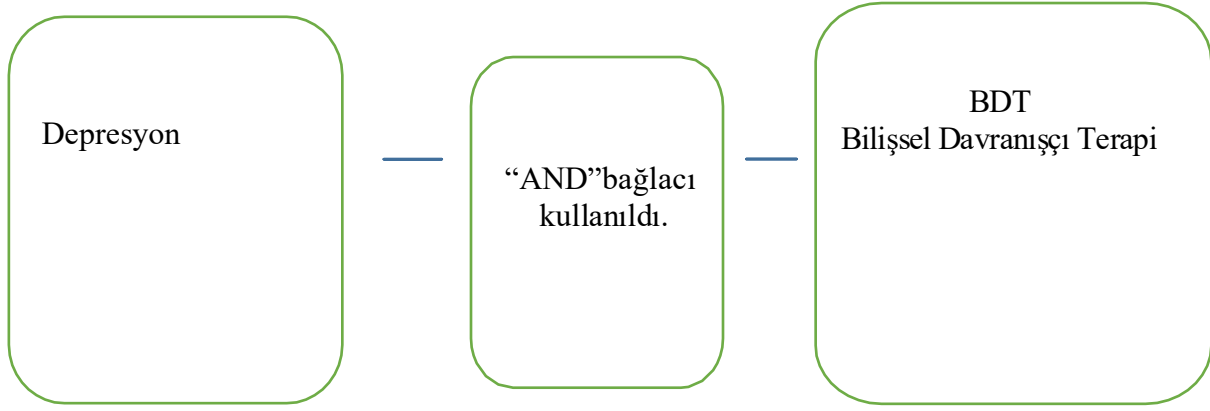 Depresyon
“AND”bağlacı
kullanıldı.
BDT
Bilişsel Davranışçı Terapi